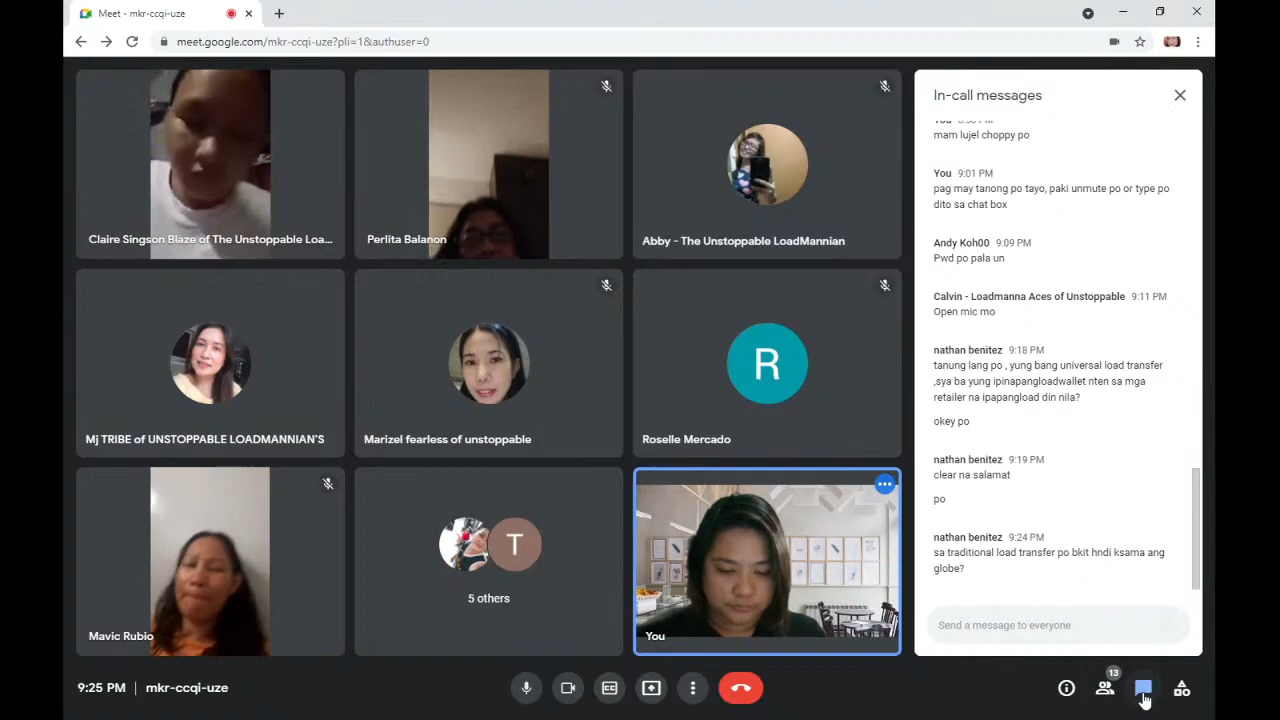 Meet - mkr-ccqi-uze
meet.google.com/mkr-ccqi-uze?pli=1&authuser=0
Claire Singson Blaze of The Unstoppable Loa...
Perlita Balanon
Abby - The Unstoppable LoadMannian
Mj TRIBE of UNSTOPPABLE LOADMANNIAN'S
Marizel fearless of unstoppable
R
Roselle Mercado
Mavic Rubio
T
5 others
You
In-call messages
You
mam lujel choppy po
You 9:01 PM
pag may tanong po tayo, paki unmute po or type po
dito sa chat box
Andy Koh00 9:09 PM
Pwd po pala un
Calvin - Loadmanna Aces of Unstoppable 9:11 PM
Open mic mo
nathan benitez 9:18 PM
tanung lang po , yung bang universal load transfer
,sya ba yung ipinapangloadwallet nten sa mga
retailer na ipapangload din nila?
okey po
nathan benitez 9:19 PM
clear na salamat
po
nathan benitez 9:24 PM
sa traditional load transfer po bkit hndi ksama ang
globe?
Send a message to everyone
9:25 PM | mkr-ccqi-uze
CC
13